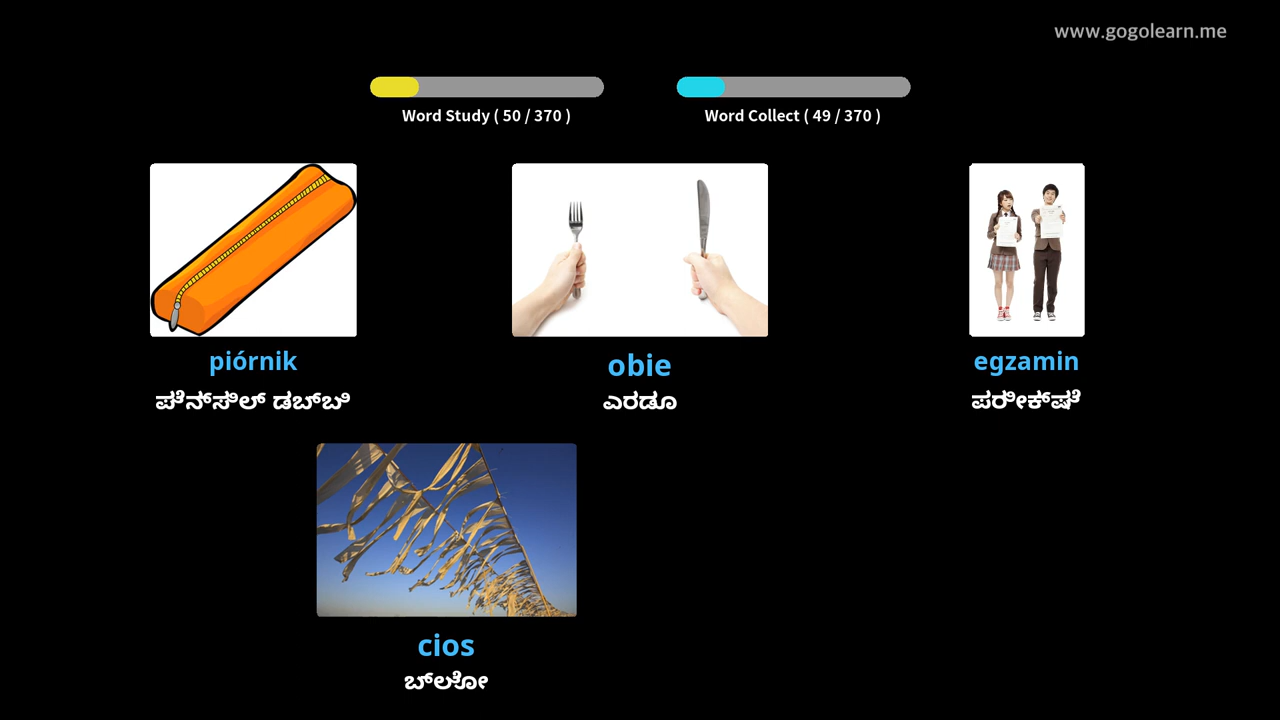 www.gogolearn.me
Word Study ( 50 / 370 )
Word Collect ( 49 / 370 )
piórnik
ಪೆನ್ಸಿಲ್ ಡಬ್ಬಿ
obie
ಎರಡೂ
egzamin
ಪರೀಕ್ಷೆ
cios
ಬ್ಲೋ